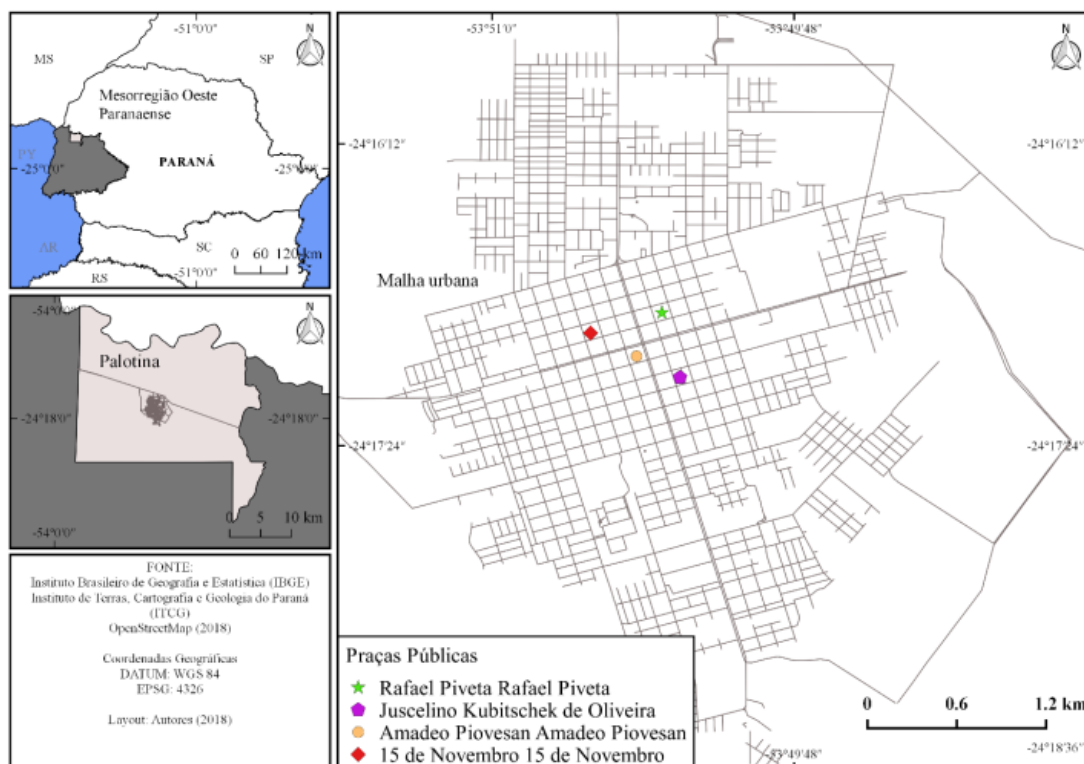 -51°0'0"
N
MS
SP
Mesorregião Oeste
Paranaense
PY
PARANÁ
-25°0'0"
-25°0'0"
AR
SC
0 60 120 km
-51°0'0"
RS
-54°0'0"
N
Palotina
-24°18'0"
-24°18'0"
0 5 10 km
-54°0'0"
FONTE:
Instituto Brasileiro de Geografia e Estatística (IBGE)
Instituto de Terras, Cartografia e Geologia do Paraná
(ITCG)
OpenStreetMap (2018)
Coordenadas Geográficas
DATUM: WGS 84
EPSG: 4326
Layout: Autores (2018)
-53°51'0"
-53°49'48"
N
-24°16'12"
-24°16'12"
Malha urbana
-24°17'24"
-24°17'24"
Praças Públicas
Rafael Piveta Rafael Piveta
Juscelino Kubitschek de Oliveira
Amadeo Piovesan Amadeo Piovesan
15 de Novembro 15 de Novembro
0 0.6 1.2 km
-53°49'48"
-24°18'36"